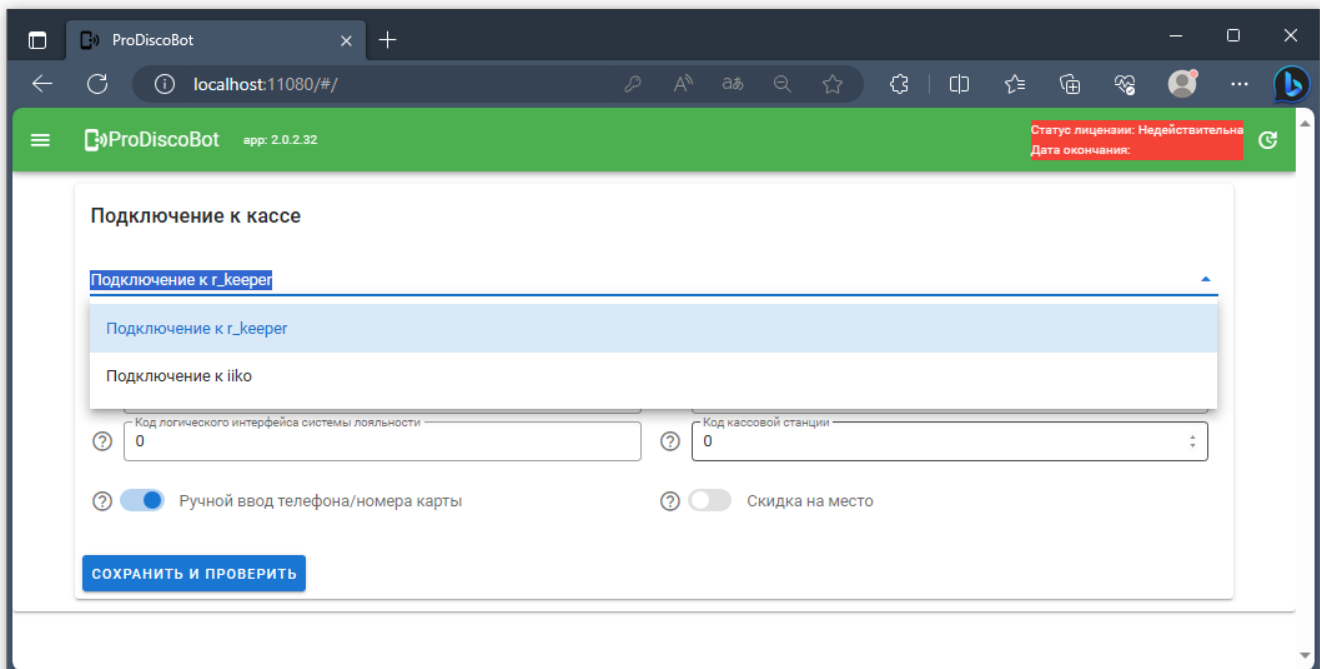 ProDiscoBot
localhost:11080/#/
ProDiscoBot app: 2.0.2.32
Статус лицензии: Недействительна
Дата окончания:
Подключение к кассе
Подключение к r_keeper
Подключение к r_keeper
Подключение к iiko
Код логического интерфейса системы лояльности
0
Код кассовой станции
0
Ручной ввод телефона/номера карты
Скидка на место
СОХРАНИТЬ И ПРОВЕРИТЬ